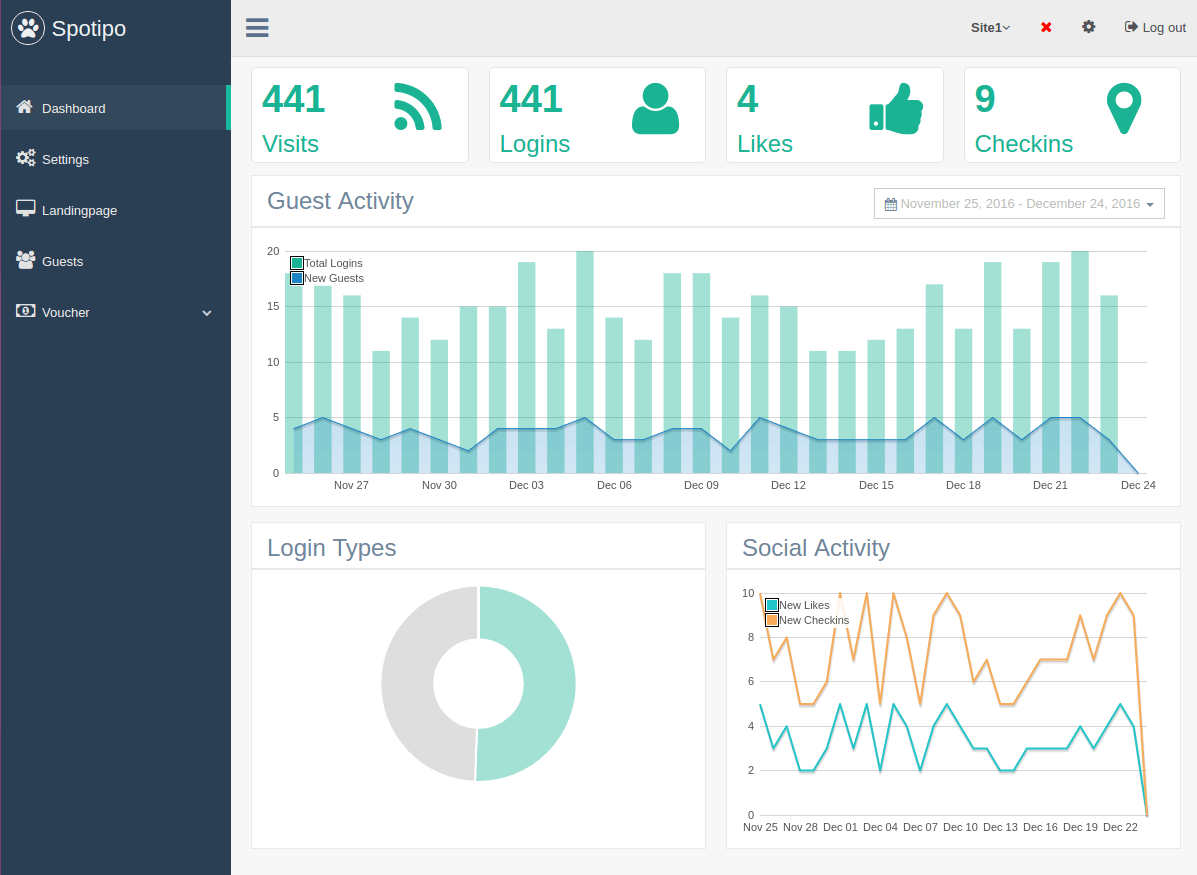 Spotipo
Site1
Log out
Dashboard
Settings
Landingpage
Guests
Voucher
441
Visits
441
Logins
4
Likes
9
Checkins
Guest Activity
November 25, 2016 - December 24, 2016
Total Logins
New Guests
20
15
10
5
0
Nov 27 Nov 30 Dec 03 Dec 06 Dec 09 Dec 12 Dec 15 Dec 18 Dec 21 Dec 24
Login Types
Social Activity
New Likes
New Checkins
10
8
6
4
2
0
Nov 25 Nov 28 Dec 01 Dec 04 Dec 07 Dec 10 Dec 13 Dec 16 Dec 19 Dec 22